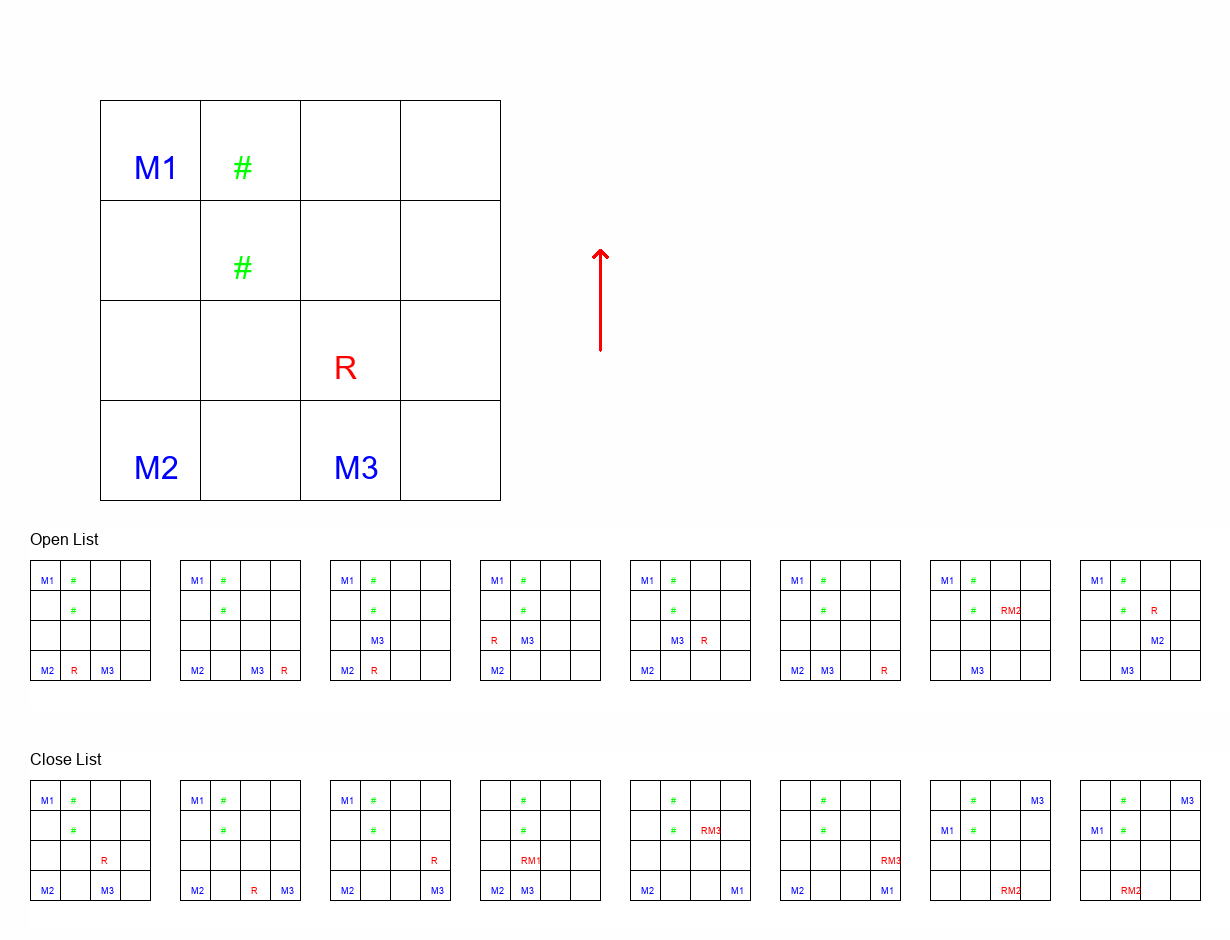 M1 #
#
R
M2 M3
Open List
M1 # M1 # M1 # M1 # M1 # M1 # M1 # M1 #
# # # # # # # RM2 # R
M3 R M3 M3 R M2
M2 R M3 M2 M3 R M2 R M2 M2 M2 M3 R M3 M3
Close List
M1 # M1 # M1 # # # # # M3 # M3
# # # # # RM3 # M1 # M1 #
R R RM1 RM3
M2 M3 M2 R M3 M2 M3 M2 M3 M2 M1 M2 M1 RM2 RM2